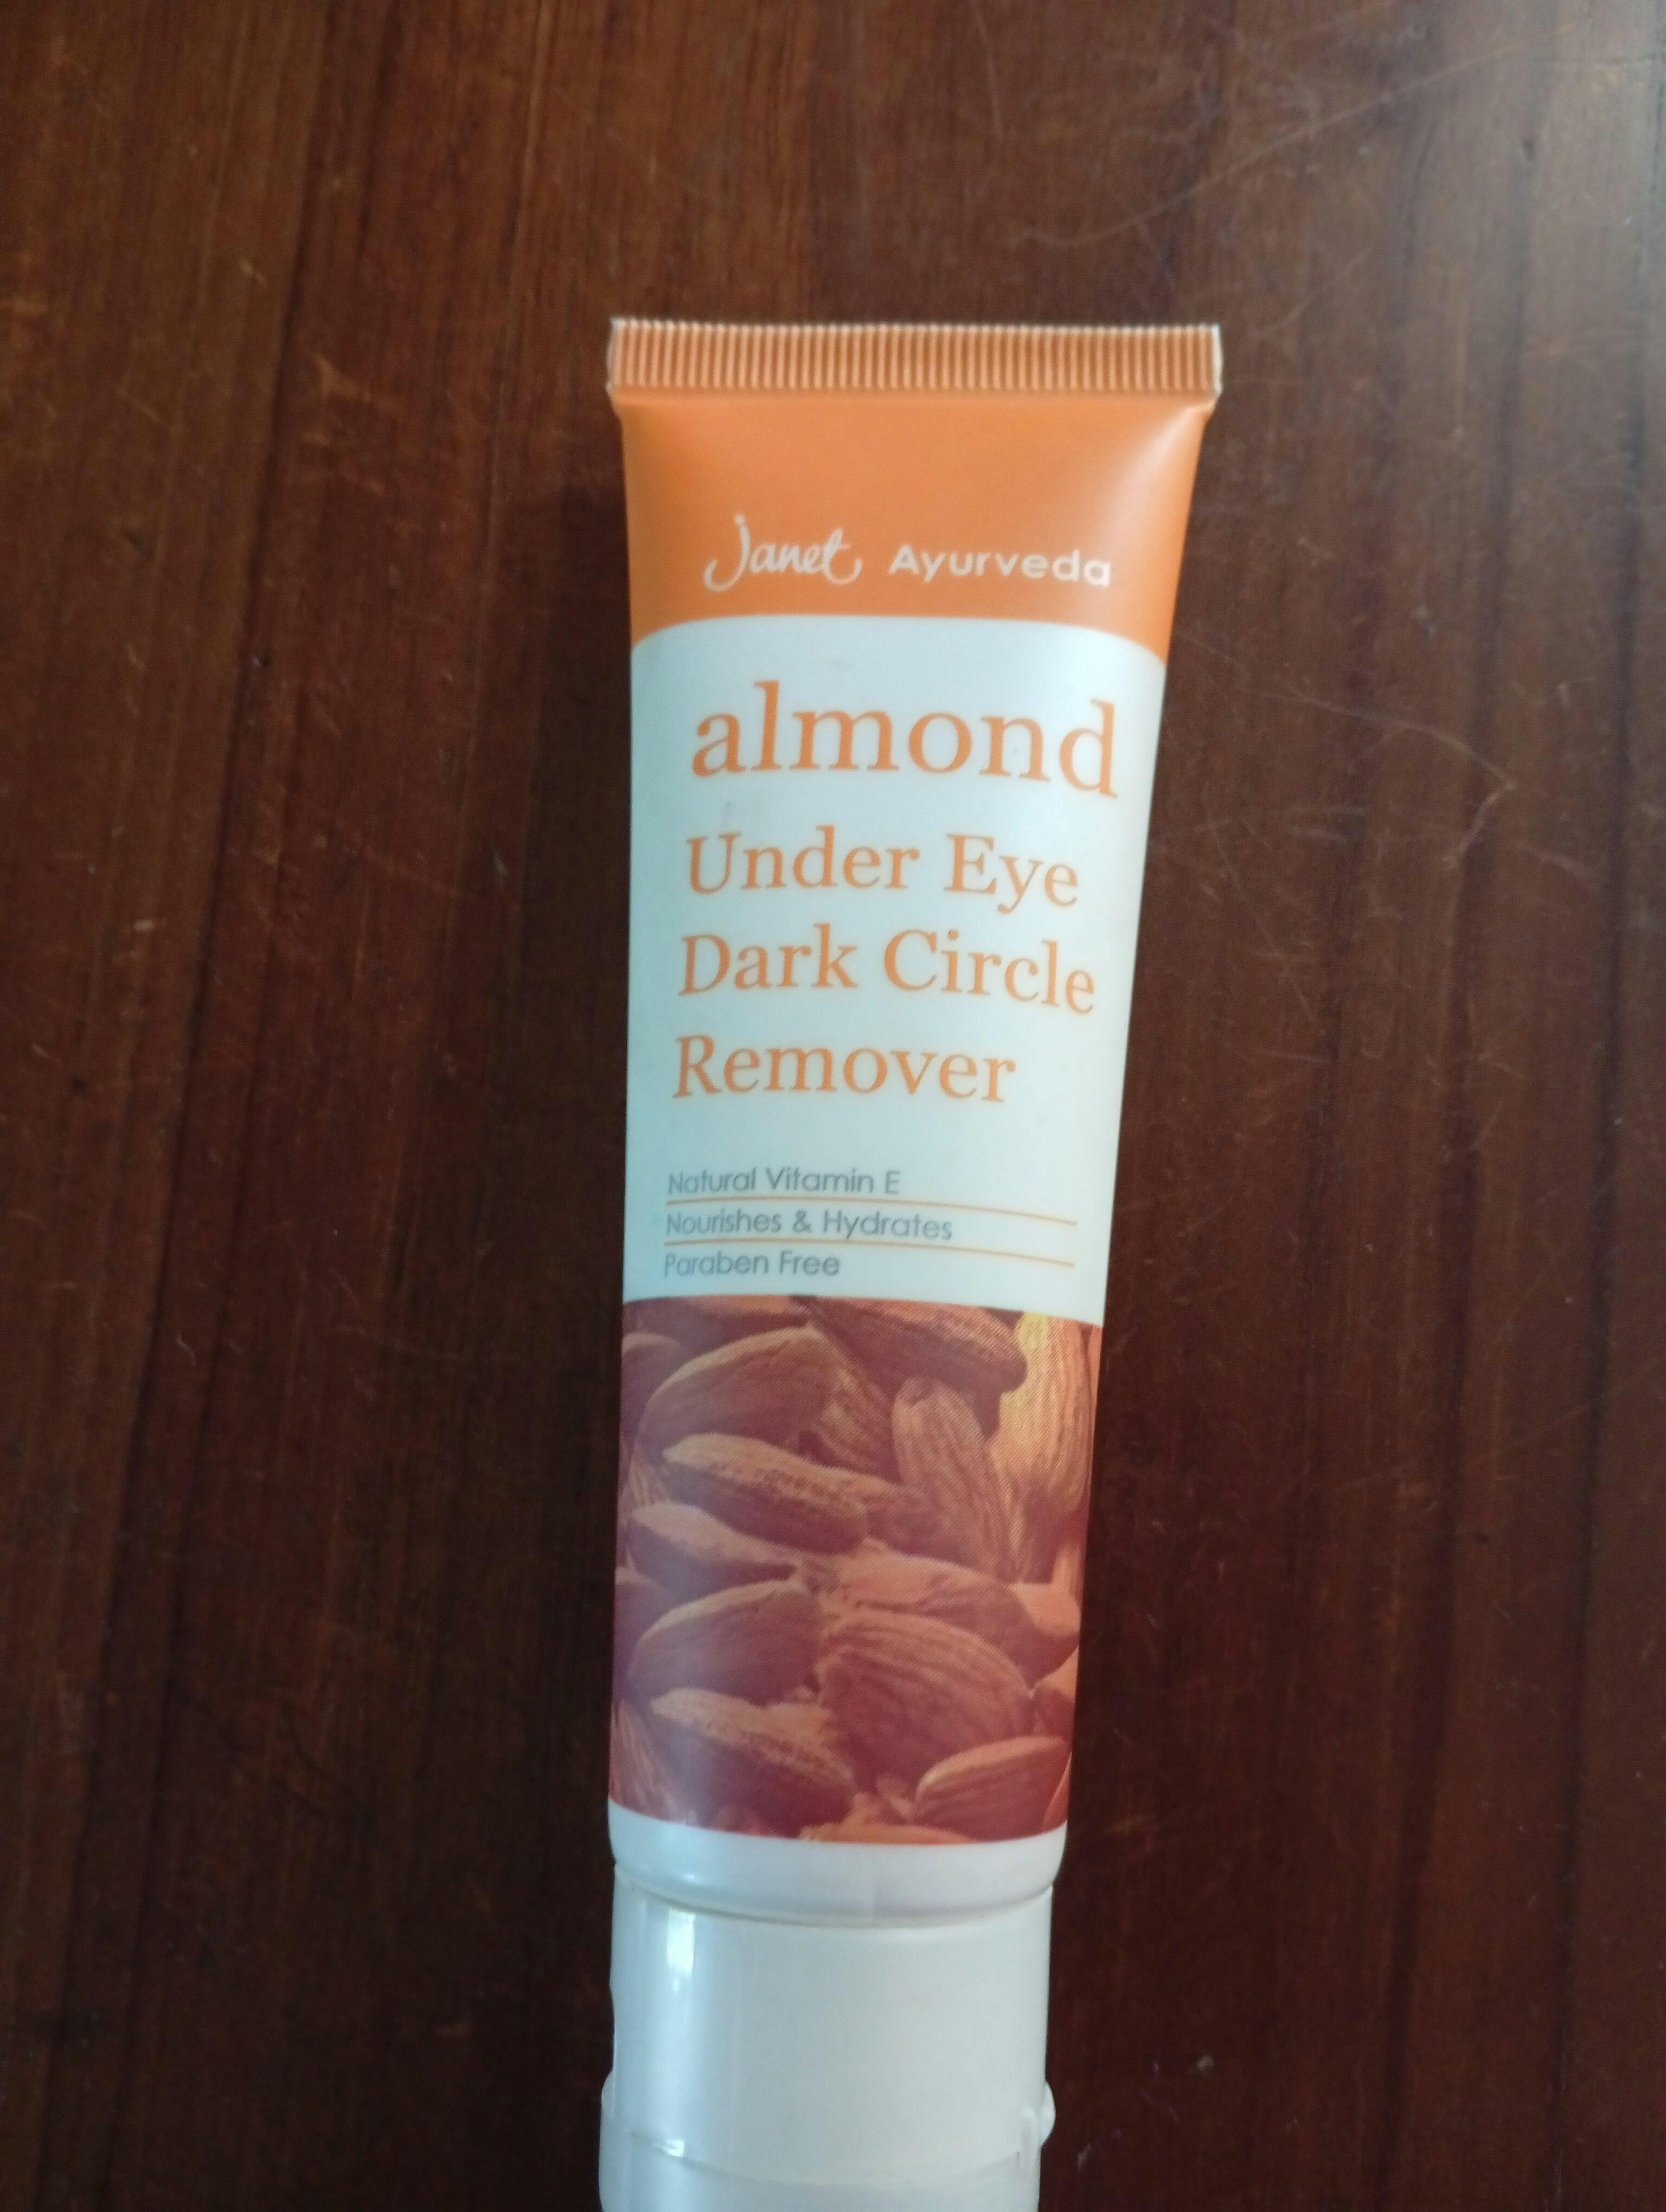 Janet Ayurveda
almond
Under Eye
Dark Circle
Remover
Natural Vitamin E
Nourishes & Hydrates
Paraben Free